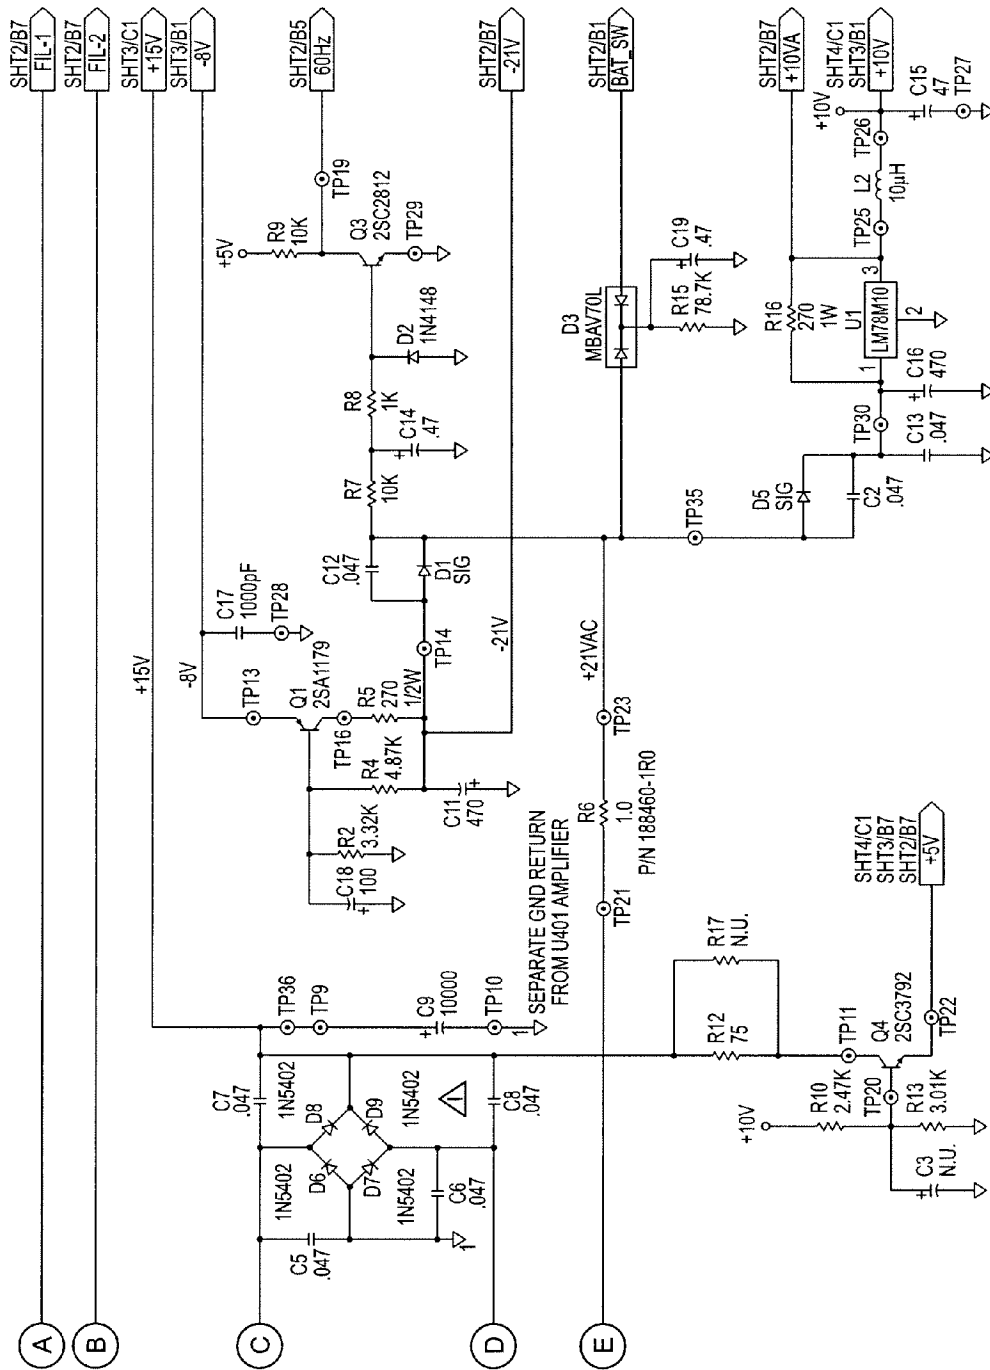 A
B
C
D
E
SHT2/B7
FIL-1
SHT2/B7
FIL-2
SHT3/C1
+15V
SHT3/B1
-8V
SHT2/B5
60Hz
SHT2/B7
-21V
SHT2/B1
BAT_SW
SHT2/B7
+10VA
SHT4/C1
SHT3/B1
+10V
+15V
-8V
C17
1000pF
TP28
TP13
Q1
2SA1179
TP16
R5
270
1/2W
R4
4.87K
R2
3.32K
C18
100
+
C11
470
+
TP14
-21V
C12
.047
D1
SIG
R7
10K
C14
.47
+
R8
1K
D2
1N4148
+5V
R9
10K
TP19
Q3
2SC2812
TP29
D3
MBAV70L
R15
78.7K
C19
.47
+
TP35
D5
SIG
C2
.047
C13
.047
TP30
C16
470
+
R16
270
1W
U1
LM78M10
1
2
3
TP25
L2
10µH
TP26
+10V
C15
47
+
TP27
+21VAC
TP23
R6
1.0
P/N 188460-1R0
TP21
SEPARATE GND RETURN
FROM U401 AMPLIFIER
1
TP36
TP9
C9
10000
+
TP10
C7
.047
1N5402
D8
D9
1N5402
!
C8
.047
1N5402
D6
D7
1N5402
C6
.047
C5
.047
1
R17
N.U.
R12
75
TP11
Q4
2SC3792
TP22
TP20
R10
2.47K
R13
3.01K
+10V
C3
N.U.
+
SHT4/C1
SHT3/B7
SHT2/B7
+5V